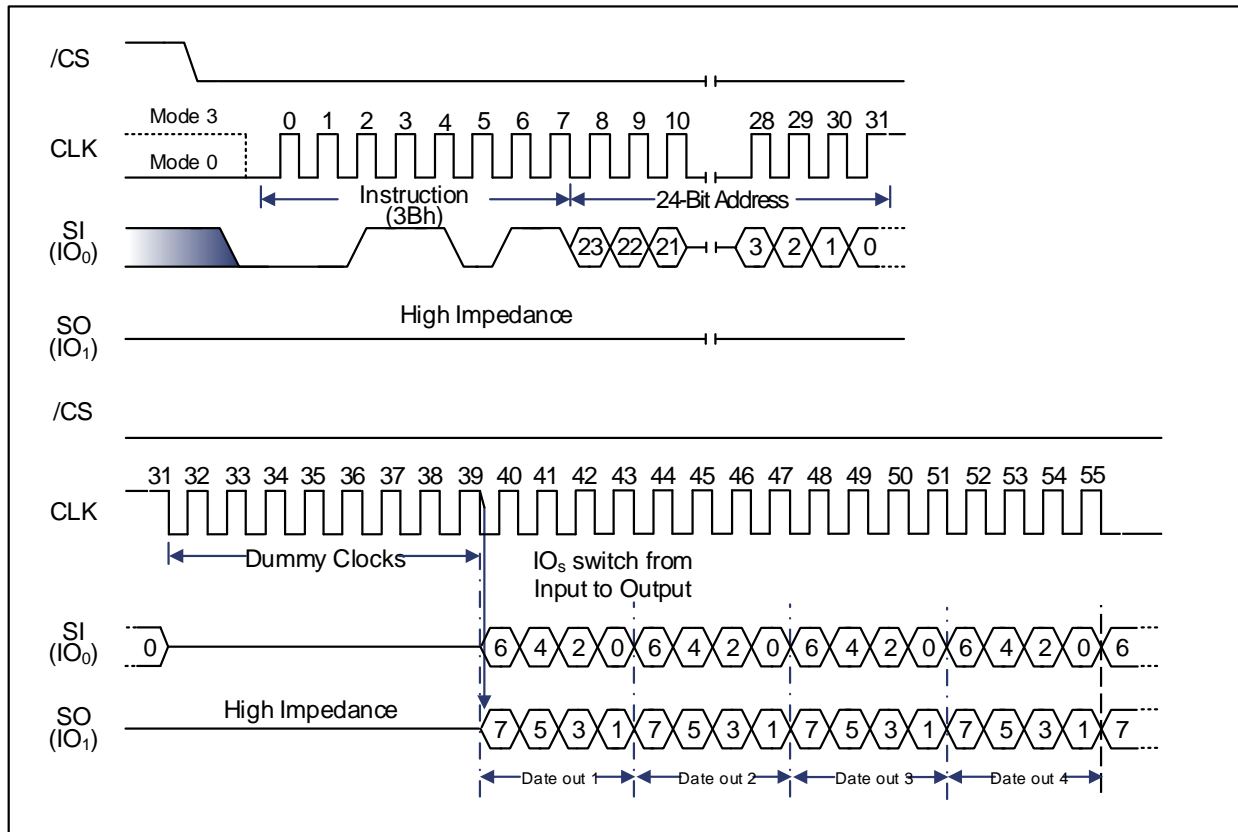 /CS
Mode 3
0 1 2 3 4 5 6 7 8 9 10 28 29 30 31
CLK
Mode 0
Instruction
(3Bh)
24-Bit Address
SI
(IO0)
23 22 21 3 2 1 0
High Impedance
SO
(IO1)
/CS
31 32 33 34 35 36 37 38 39 40 41 42 43 44 45 46 47 48 49 50 51 52 53 54 55
CLK
Dummy Clocks
IOs switch from
Input to Output
SI
(IO0)
0 6 4 2 0 6 4 2 0 6 4 2 0 6 4 2 0 6
High Impedance
SO
(IO1)
7 5 3 1 7 5 3 1 7 5 3 1 7 5 3 1 7
Date out 1 Date out 2 Date out 3 Date out 4